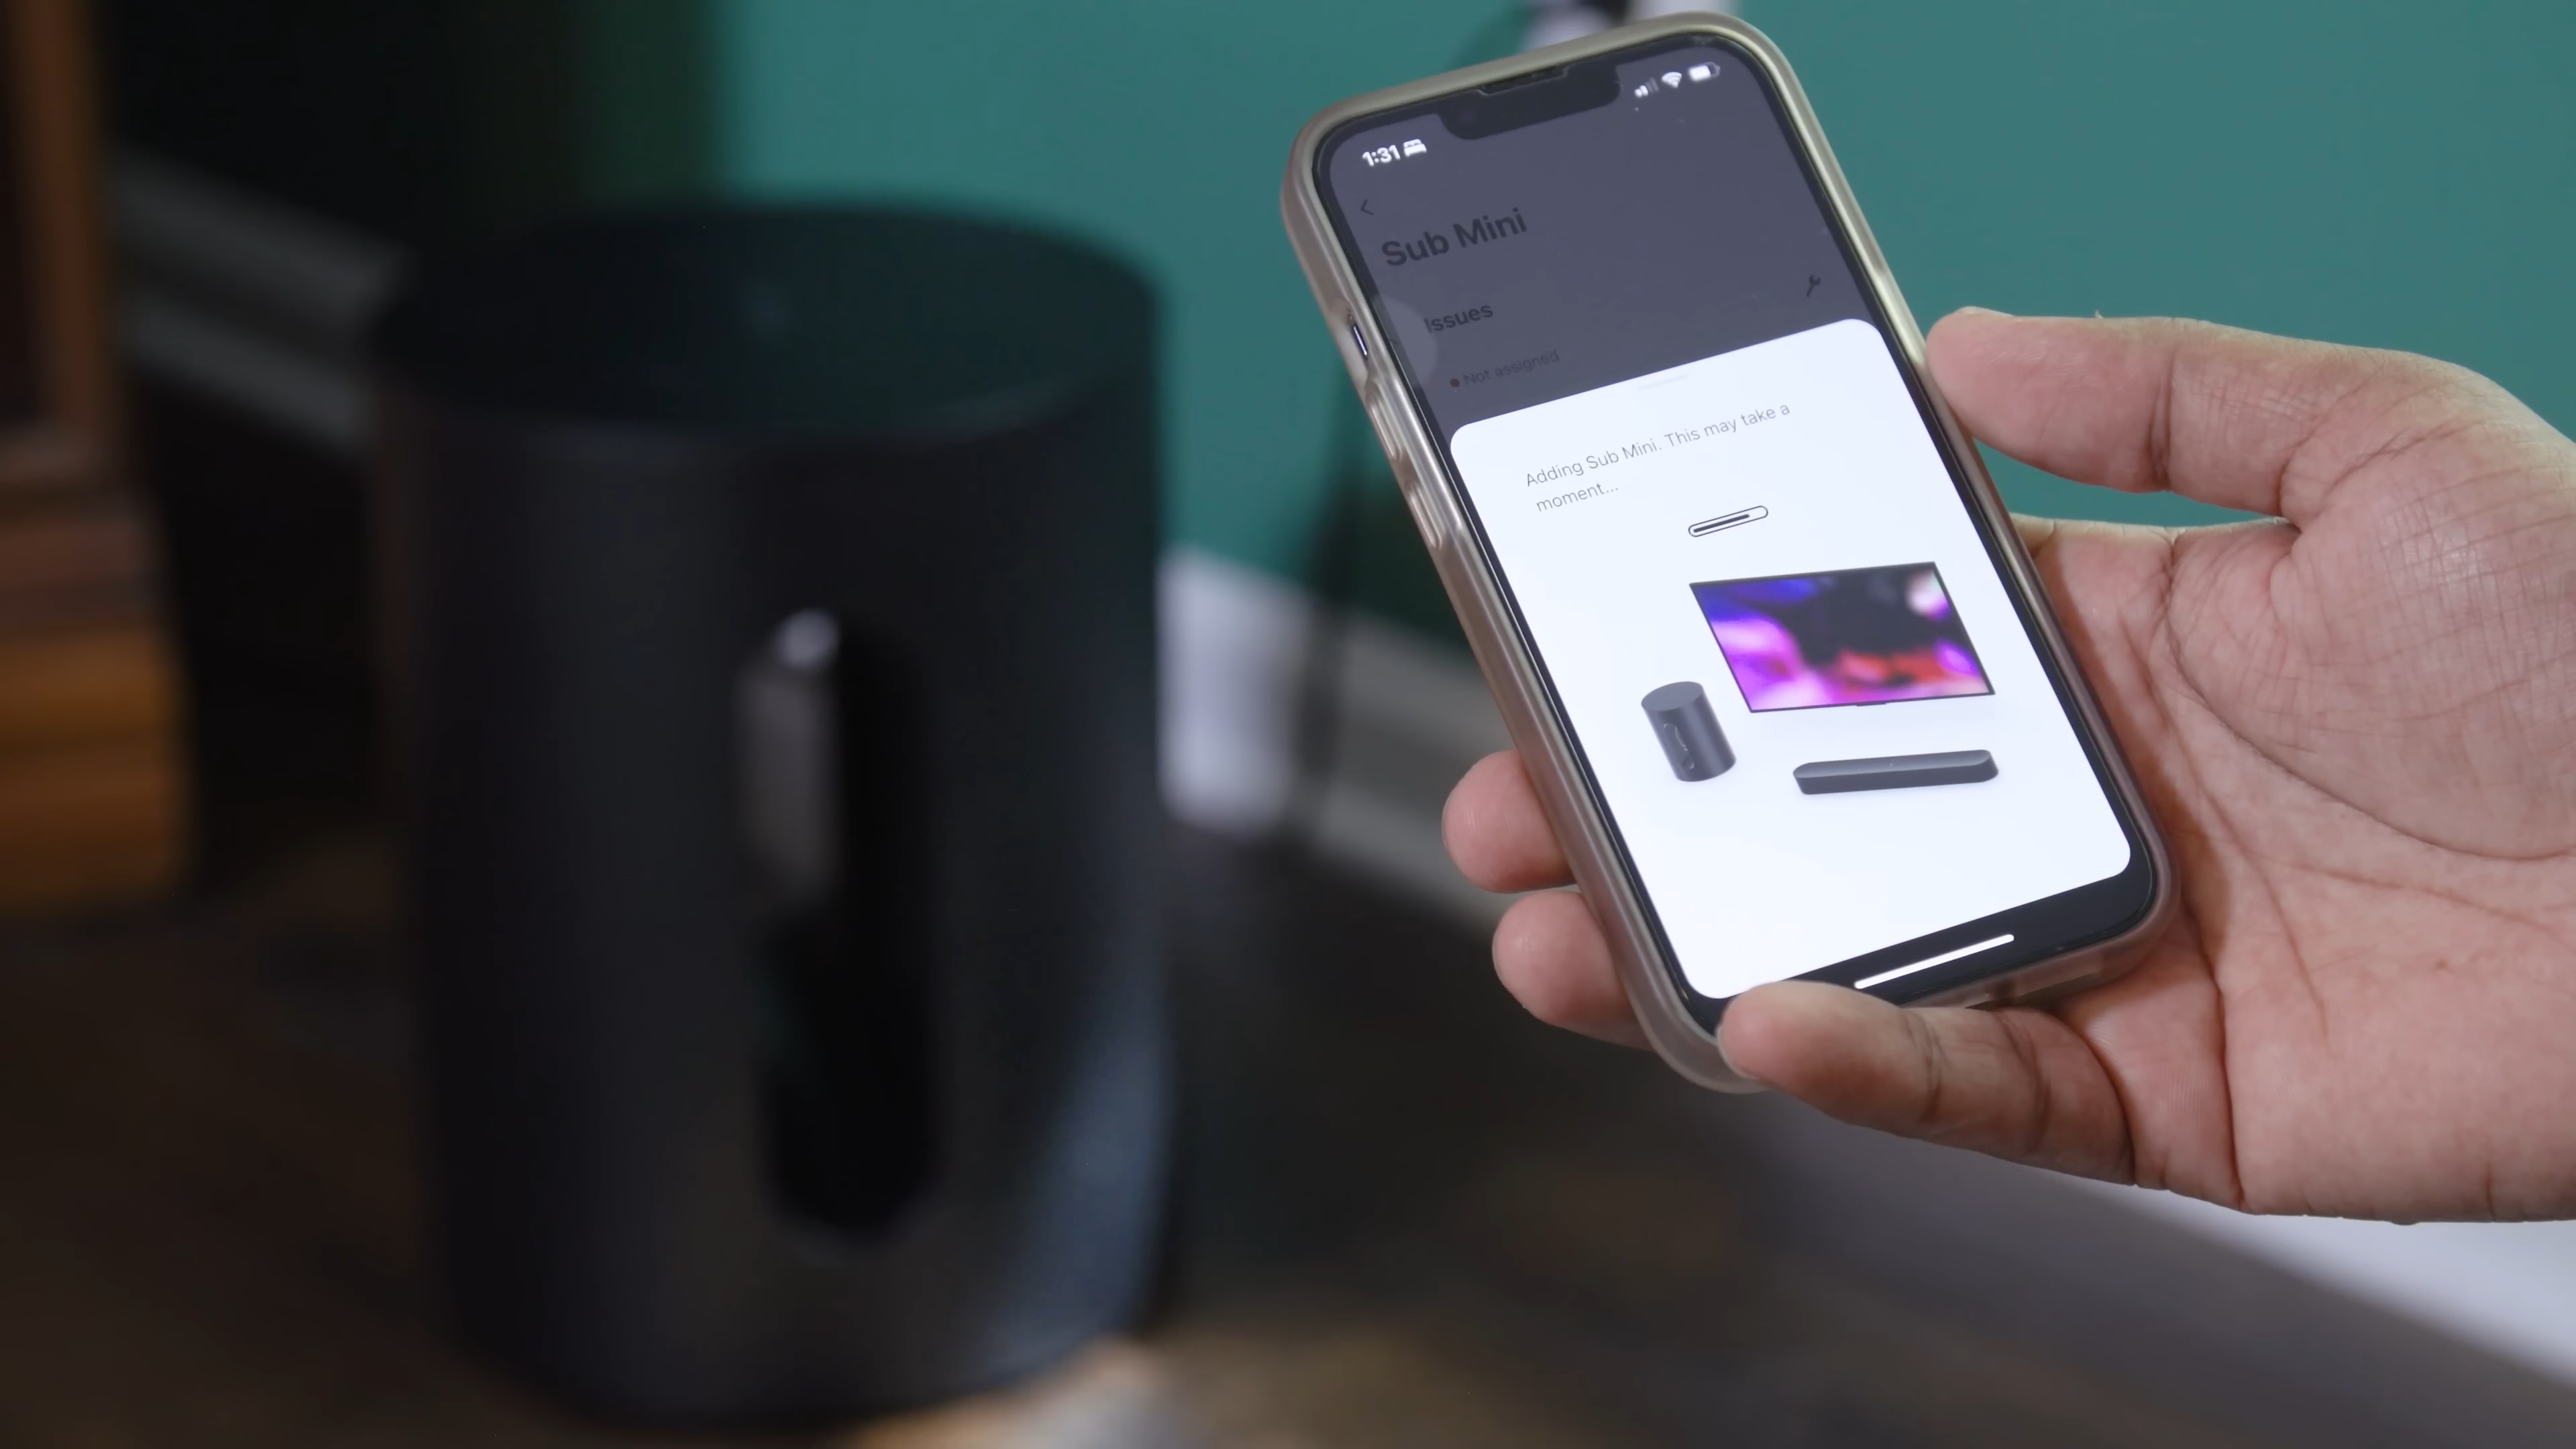 1:31
Sub Mini
Issues
Not assigned
Adding Sub Mini. This may take a
moment...